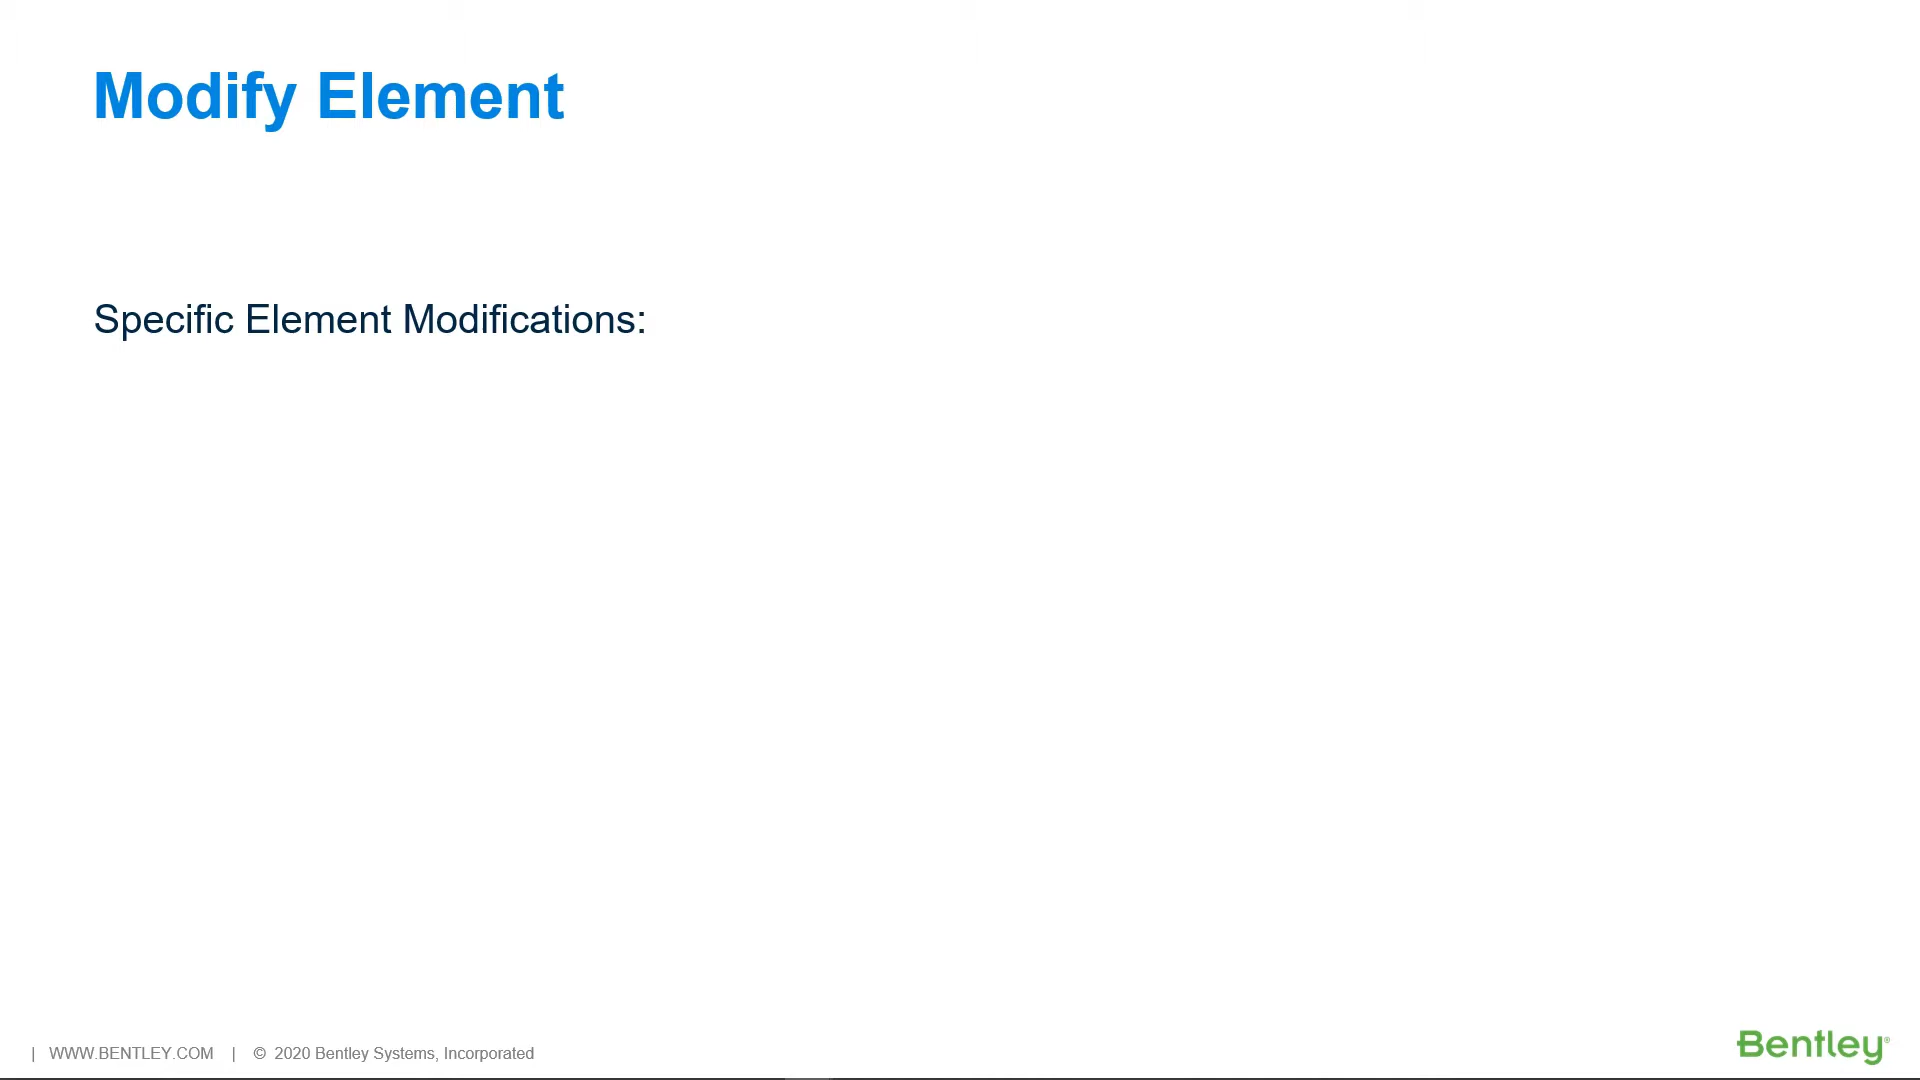 Modify Element
Specific Element Modifications:
| WWW.BENTLEY.COM | © 2020 Bentley Systems, Incorporated
Bentley®